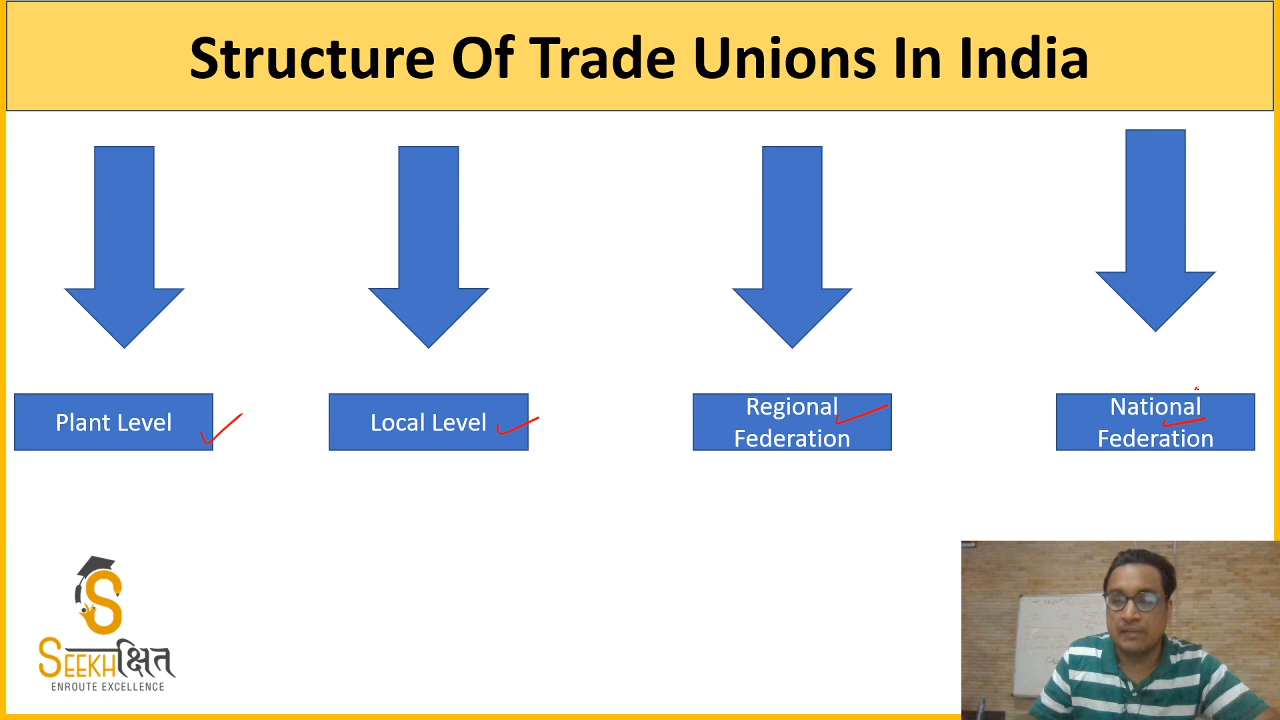 Structure Of Trade Unions In India
Plant Level
Local Level
Regional
Federation
National
Federation
SEEKHक्षित
ENROUTE EXCELLENCE